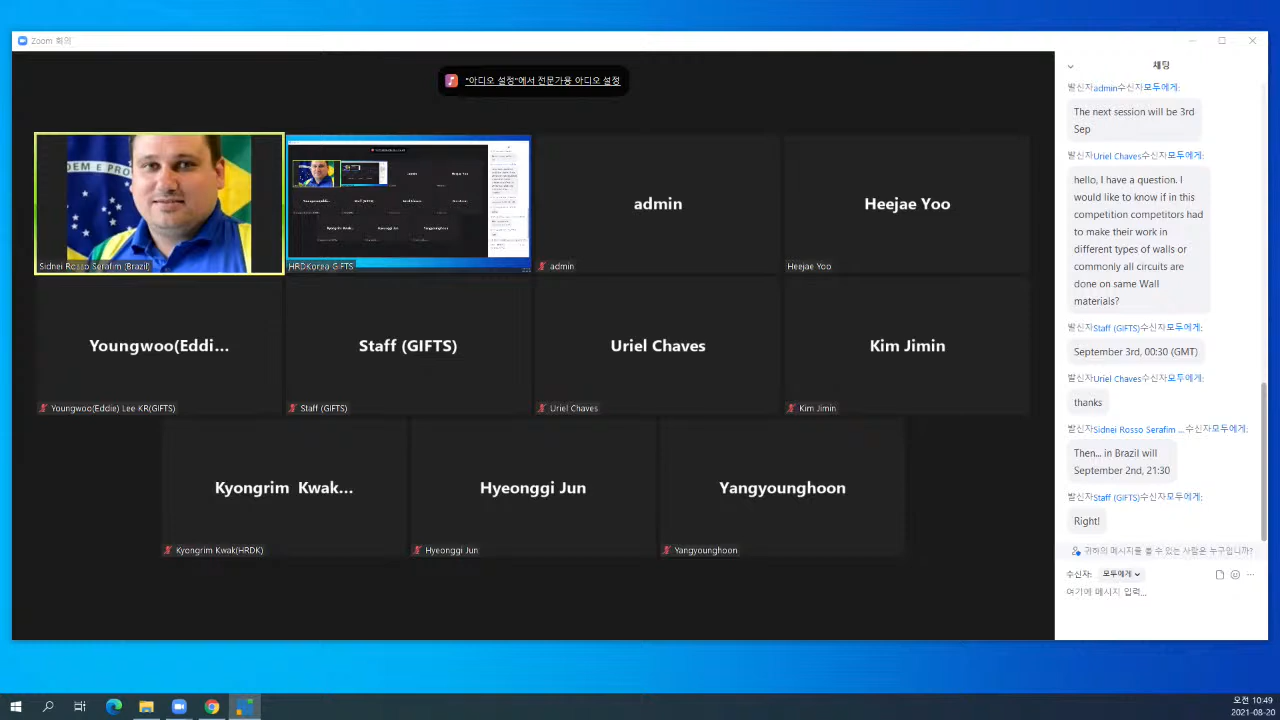 Zoom 회의
"아디오 설정"에서 전문가용 아디오 설정
DEM E PR
Sidnei Rosso Serafim (Brazil)
HRDKorea GIFTS
admin
admin
Heejae Yoo
Heejae Yoo
Youngwoo(Eddi...
Youngwoo(Eddie) Lee KR(GIFTS)
Staff (GIFTS)
Staff (GIFTS)
Uriel Chaves
Uriel Chaves
Kim Jimin
Kim Jimin
Kyongrim Kwak...
Kyongrim Kwak(HRDK)
Hyeonggi Jun
Hyeonggi Jun
Yangyounghoon
Yangyounghoon
채팅
발신자admin수신자모두에게:
The next session will be 3rd
Sep
발신자Uriel Chaves수신자모두에게:
hello, I have a question. I
would like to know if in this
competition competitors had
to make their work in
different types of walls or
commonly all circuits are
done on same Wall
materials?
발신자Staff (GIFTS)수신자모두에게:
September 3rd, 00:30 (GMT)
발신자Uriel Chaves수신자모두에게:
thanks
발신자Sidnei Rosso Serafim ...수신자모두에게:
Then... in Brazil will
September 2nd, 21:30
발신자Staff (GIFTS)수신자모두에게:
Right!
귀하의 메시지를 볼 수 있는 사람은 누구입니까?
수신자: 모두에게
여기에 메시지 입력...
오전 10:49
2021-08-20